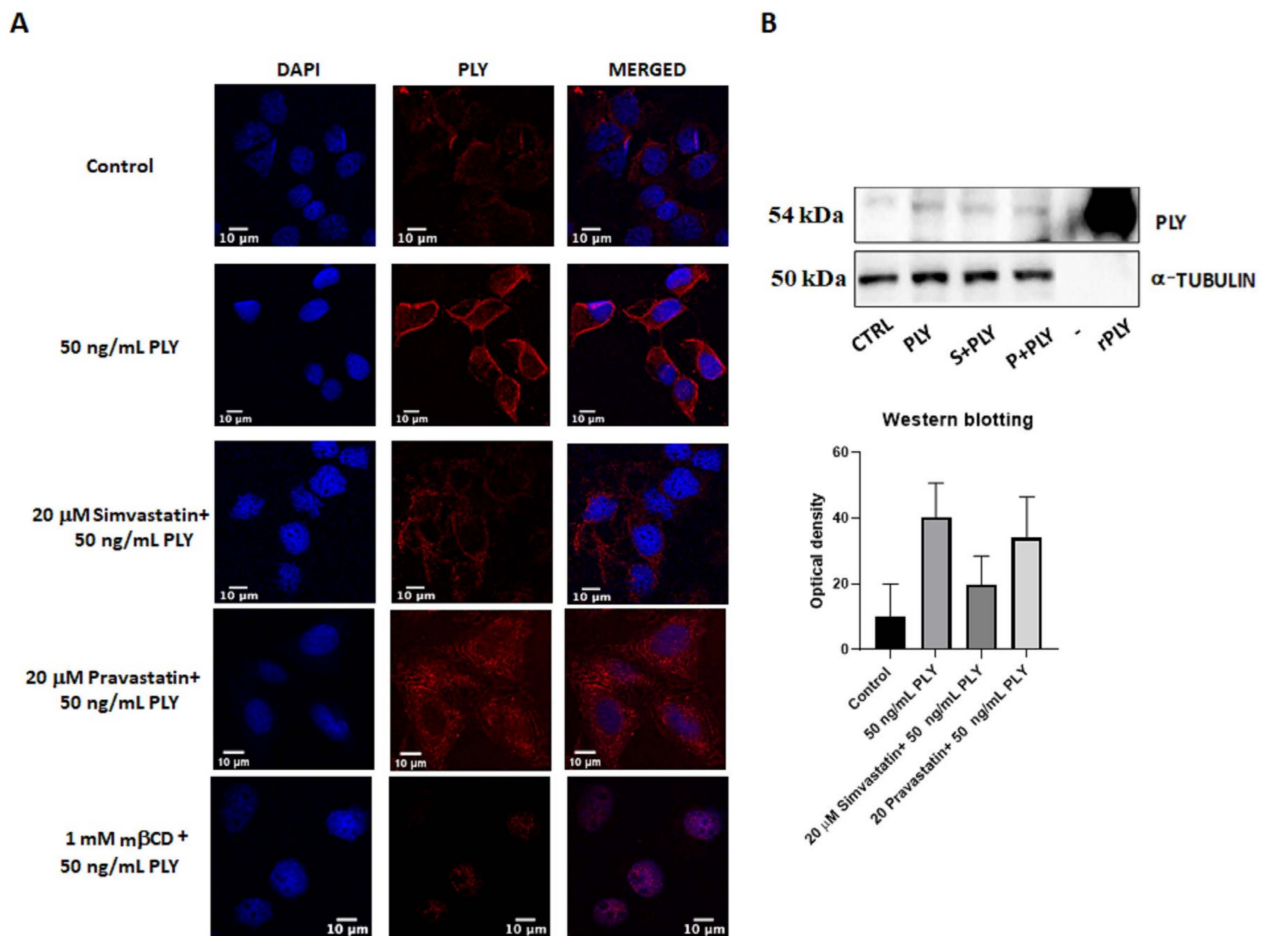 A
B
DAPI
PLY
MERGED
Control
10 µm
10 µm
10 µm
50 ng/mL PLY
10 µm
10 µm
10 µm
20 µM Simvastatin+
50 ng/mL PLY
10 µm
10 µm
10 µm
20 µM Pravastatin+
50 ng/mL PLY
10 µm
10 µm
10 µm
1 mM mβCD +
50 ng/mL PLY
10 µm
10 µm
10 µm
54 kDa
PLY
50 kDa
α-TUBULIN
CTRL
PLY
S+PLY
P+PLY
-
rPLY
Western blotting
Optical density
60
40
20
0
Control
50 ng/mL PLY
20 µM Simvastatin+ 50 ng/mL PLY
20 Pravastatin+ 50 ng/mL PLY